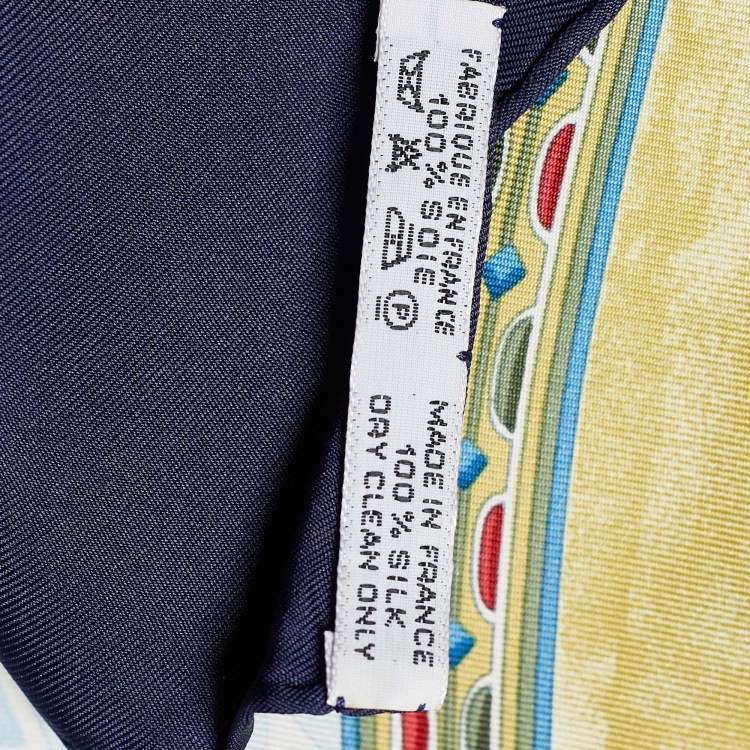 FABRIQUE EN FRANCE
100% SOIE
P
MADE IN FRANCE
100% SILK
DRY CLEAN ONLY